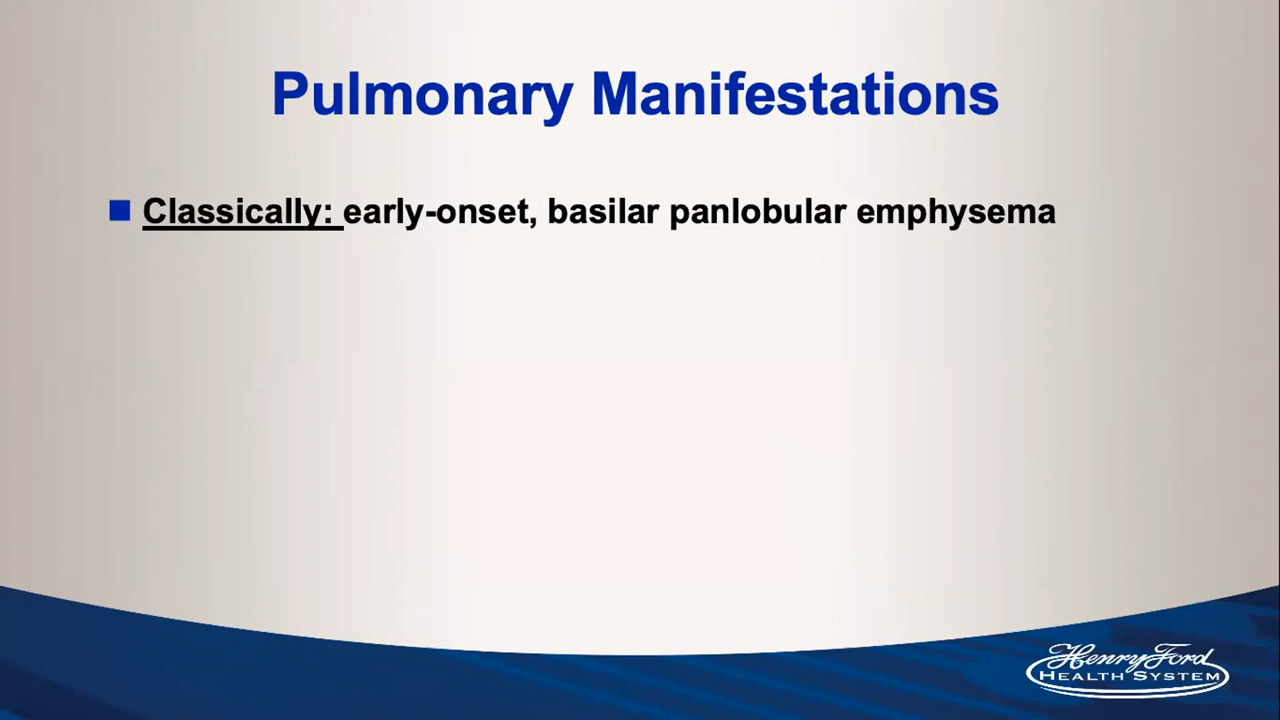 Pulmonary Manifestations
Classically: early-onset, basilar panlobular emphysema
Henry Ford
HEALTH SYSTEM